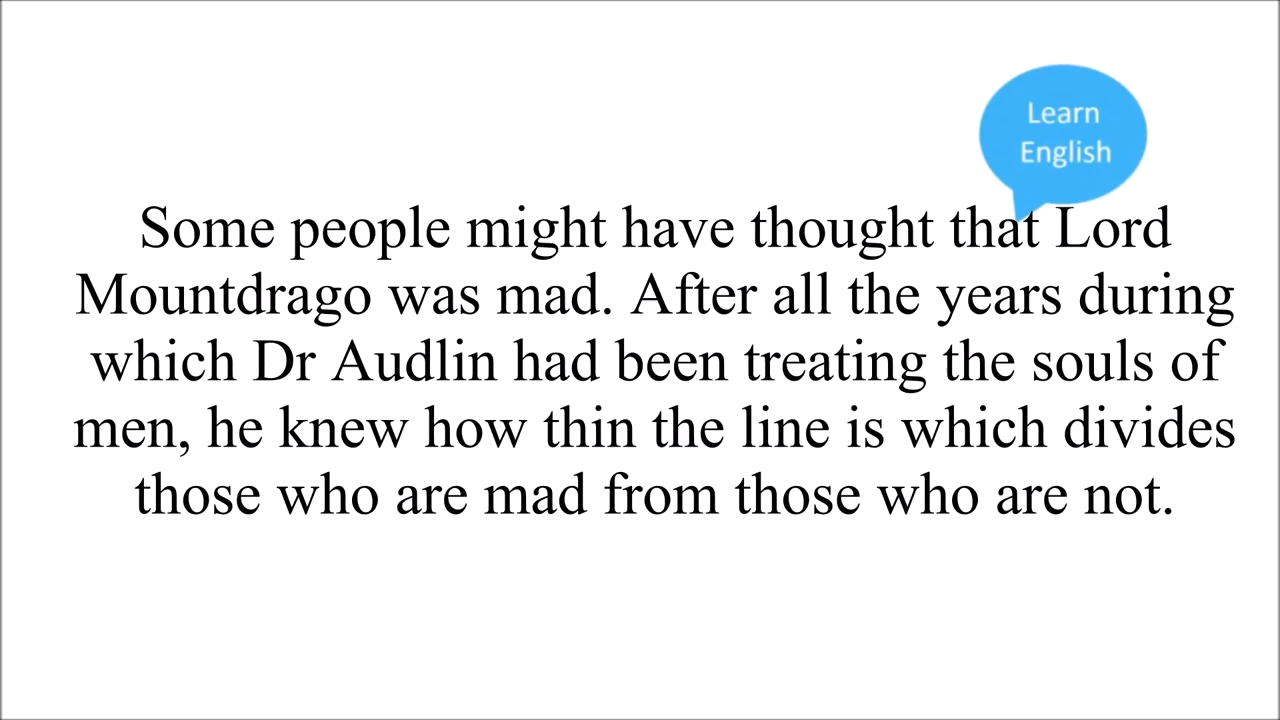 Learn
English
Some people might have thought that Lord
Mountdrago was mad. After all the years during
which Dr Audlin had been treating the souls of
men, he knew how thin the line is which divides
those who are mad from those who are not.